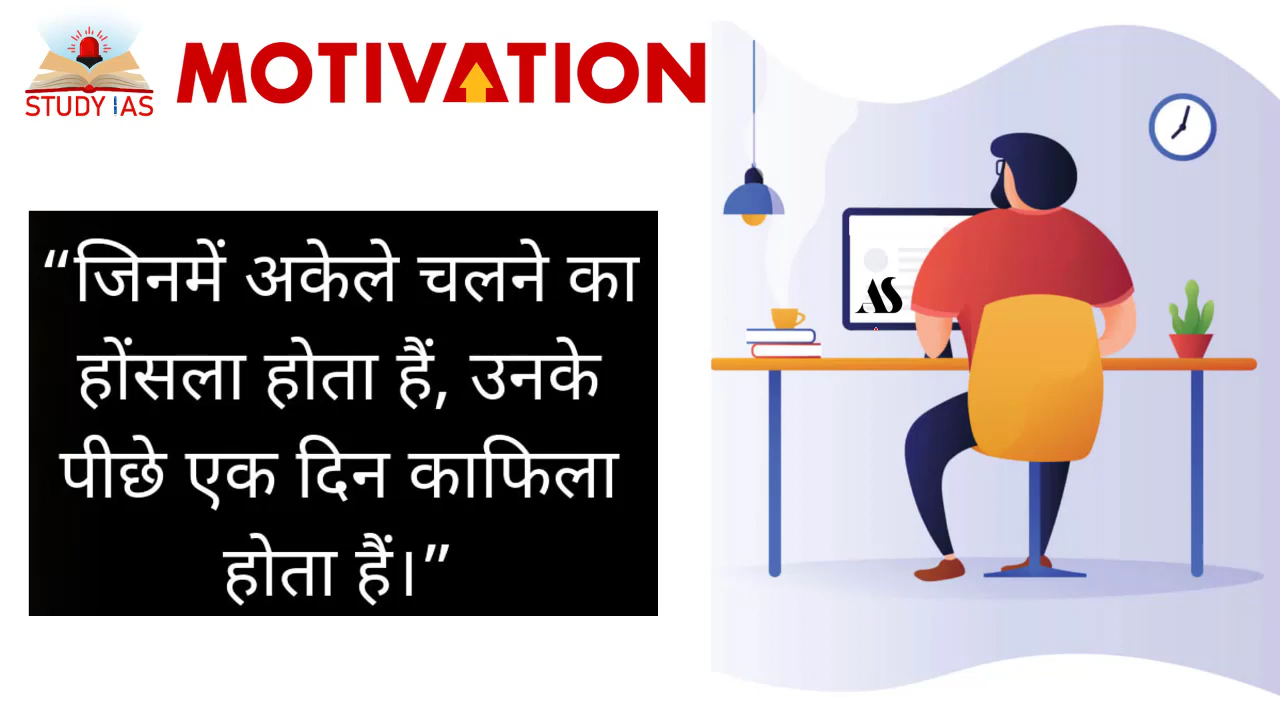 STUDY IAS
MOTIVATION
“जिनमें अकेले चलने का
होंसला होता हैं, उनके
पीछे एक दिन काफिला
होता हैं।”
AS